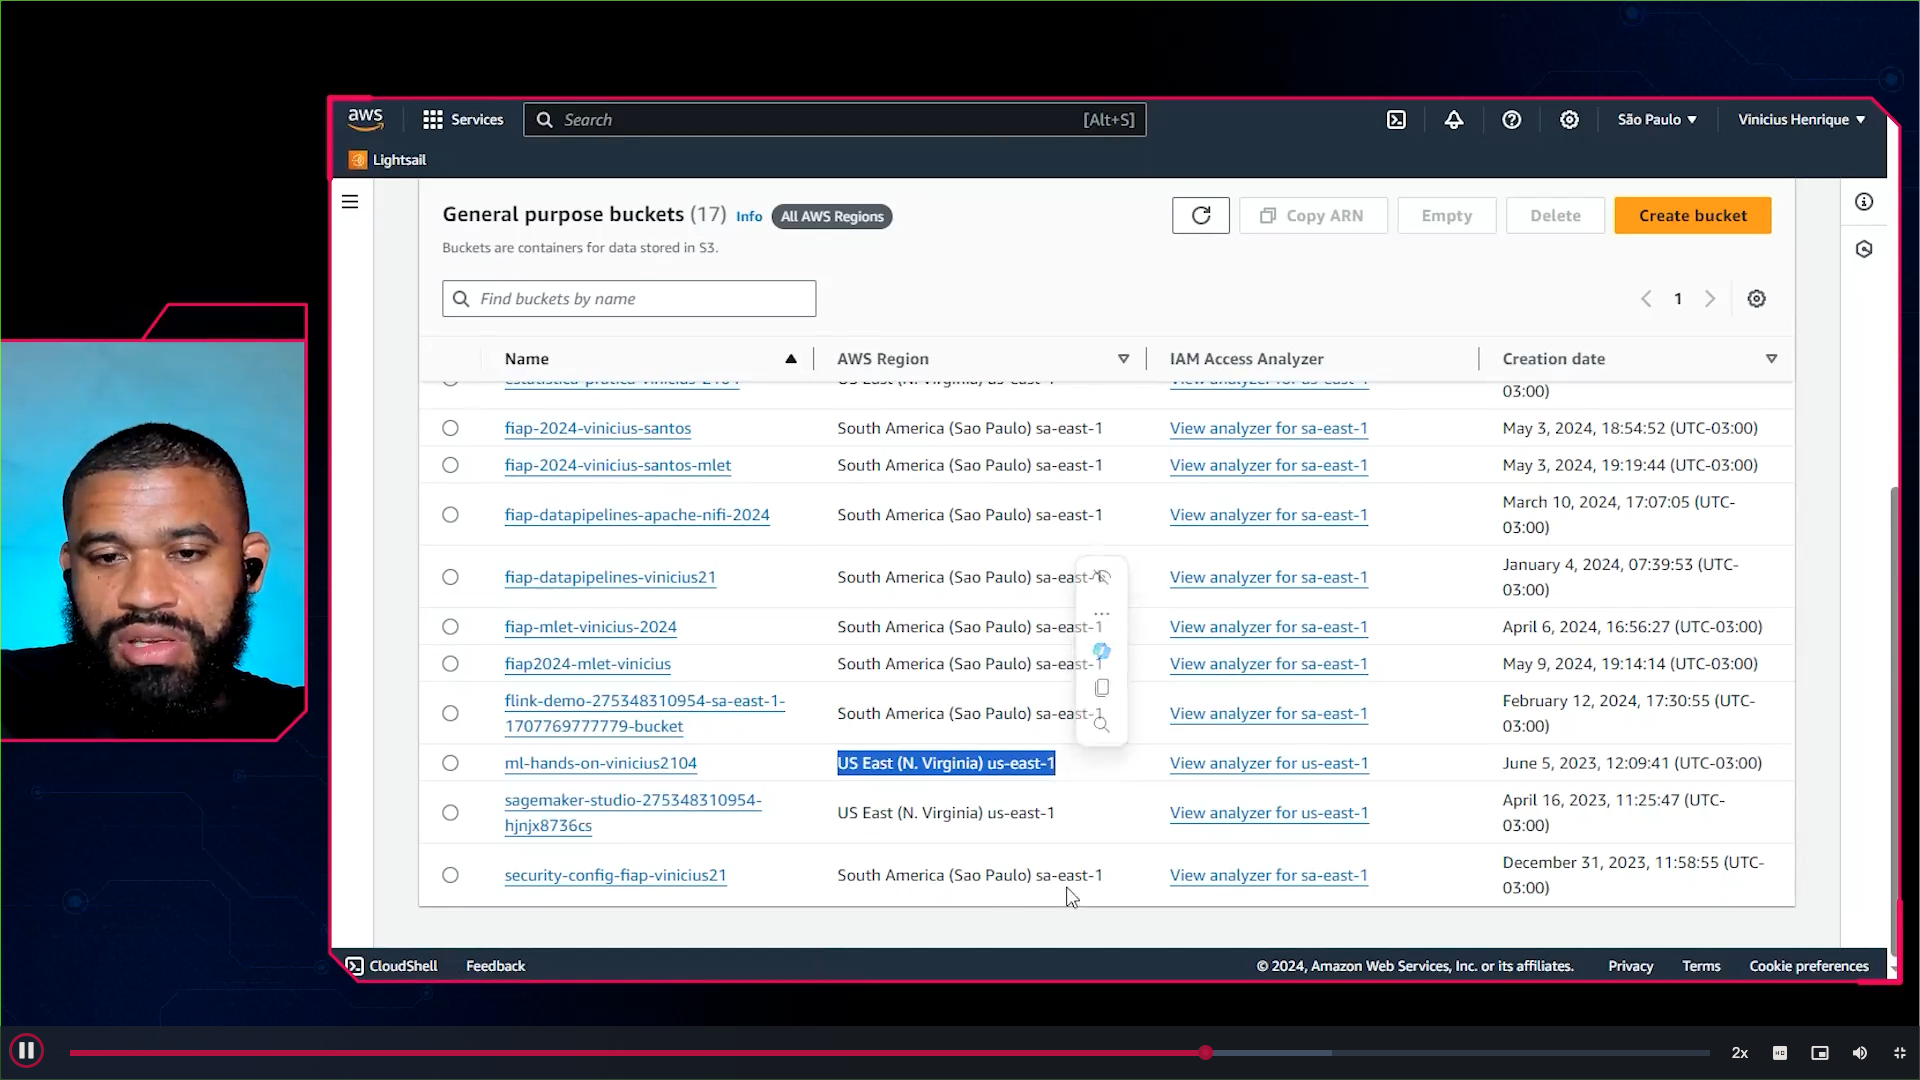 aws Services Search [Alt+S] São Paulo Vinicius Henrique
Lightsail
General purpose buckets (17) Info All AWS Regions Copy ARN Empty Delete Create bucket
Buckets are containers for data stored in S3.
Find buckets by name 1
Name AWS Region IAM Access Analyzer Creation date
03:00)
fiap-2024-vinicius-santos South America (Sao Paulo) sa-east-1 View analyzer for sa-east-1 May 3, 2024, 18:54:52 (UTC-03:00)
fiap-2024-vinicius-santos-mlet South America (Sao Paulo) sa-east-1 View analyzer for sa-east-1 May 3, 2024, 19:19:44 (UTC-03:00)
fiap-datapipelines-apache-nifi-2024 South America (Sao Paulo) sa-east-1 View analyzer for sa-east-1 March 10, 2024, 17:07:05 (UTC-
03:00)
fiap-datapipelines-vinicius21 South America (Sao Paulo) sa-east- View analyzer for sa-east-1 January 4, 2024, 07:39:53 (UTC-
03:00)
fiap-mlet-vinicius-2024 South America (Sao Paulo) sa-east-1 View analyzer for sa-east-1 April 6, 2024, 16:56:27 (UTC-03:00)
fiap2024-mlet-vinicius South America (Sao Paulo) sa-east-1 View analyzer for sa-east-1 May 9, 2024, 19:14:14 (UTC-03:00)
flink-demo-275348310954-sa-east-1-
1707769777779-bucket South America (Sao Paulo) sa-east-1 View analyzer for sa-east-1 February 12, 2024, 17:30:55 (UTC-
03:00)
ml-hands-on-vinicius2104 US East (N. Virginia) us-east-1 View analyzer for us-east-1 June 5, 2023, 12:09:41 (UTC-03:00)
sagemaker-studio-275348310954-
hjnjx8736cs US East (N. Virginia) us-east-1 View analyzer for us-east-1 April 16, 2023, 11:25:47 (UTC-
03:00)
security-config-fiap-vinicius21 South America (Sao Paulo) sa-east-1 View analyzer for sa-east-1 December 31, 2023, 11:58:55 (UTC-
03:00)
CloudShell Feedback © 2024, Amazon Web Services, Inc. or its affiliates. Privacy Terms Cookie preferences
2x HD